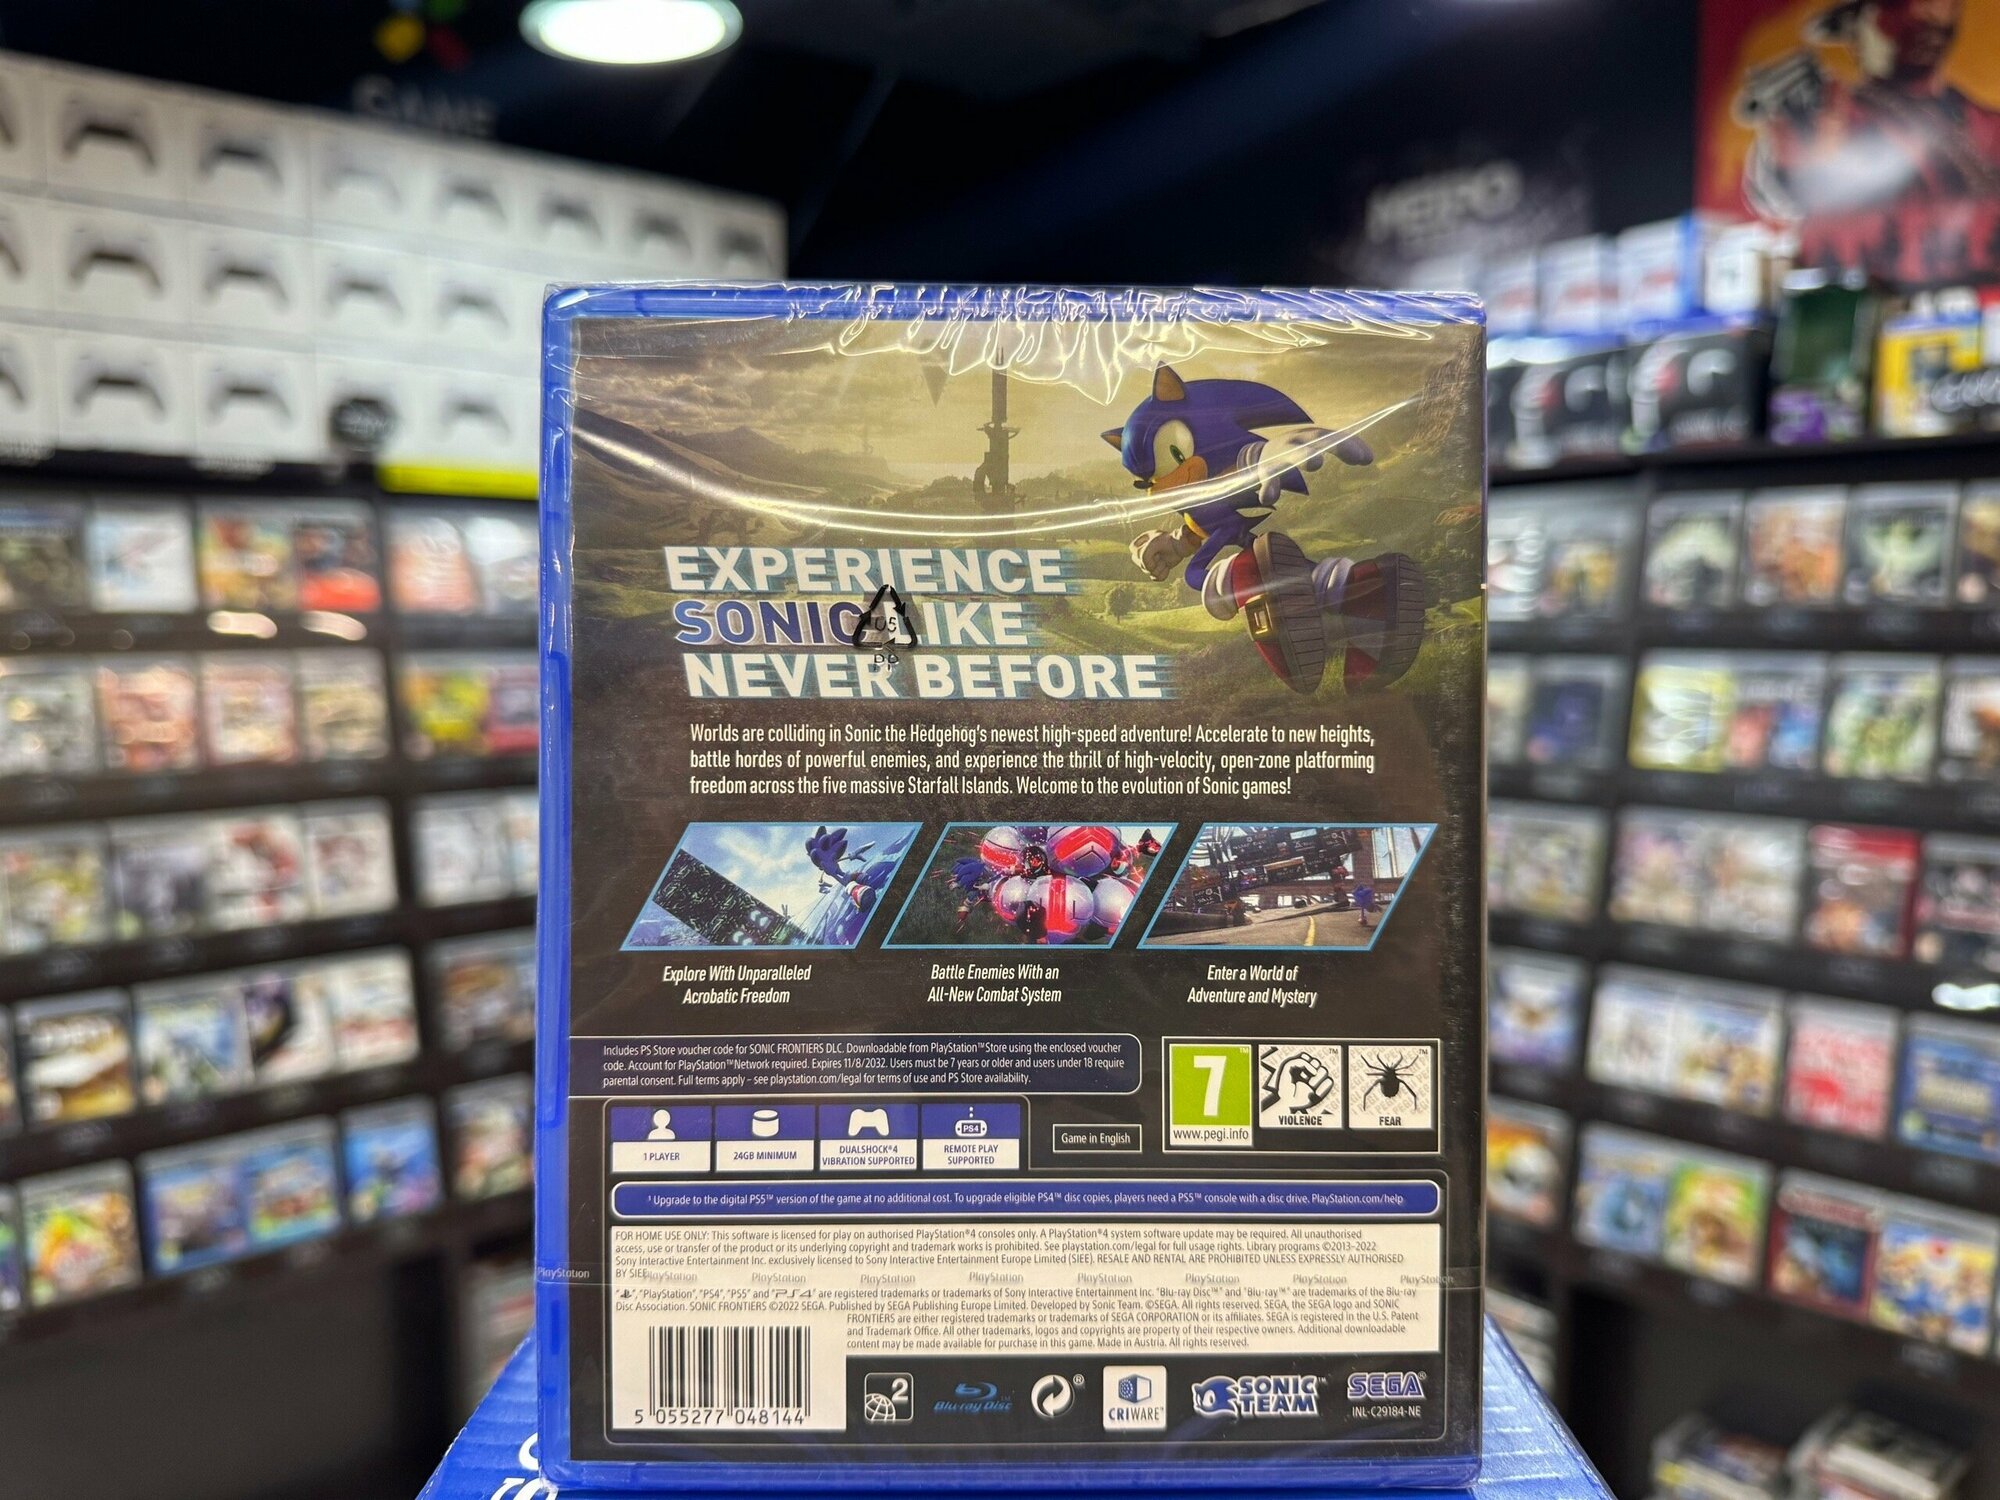 GAME
EXPERIENCE
SONIC LIKE
NEVER BEFORE
05
Worlds are colliding in Sonic the Hedgehog's newest high-speed adventure! Accelerate to new heights,
battle hordes of powerful enemies, and experience the thrill of high-velocity, open-zone platforming
freedom across the five massive Starfall Islands. Welcome to the evolution of Sonic games!
Explore With Unparalleled
Acrobatic Freedom
Battle Enemies With an
All-New Combat System
Enter a World of
Adventure and Mystery
Includes PS Store voucher code for SONIC FRONTIERS DLC. Downloadable from PlayStation™Store using the enclosed voucher
code. Account for PlayStation™Network required. Expires 11/8/2032. Users must be 7 years or older and users under 18 require
parental consent. Full terms apply – see playstation.com/legal for terms of use and PS Store availability.
7
www.pegi.info
VIOLENCE
FEAR
1 PLAYER
24GB MINIMUM
DUALSHOCK®4
VIBRATION SUPPORTED
PS4
REMOTE PLAY
SUPPORTED
Game in English
¹ Upgrade to the digital PS5™ version of the game at no additional cost. To upgrade eligible PS4™ disc copies, players need a PS5™ console with a disc drive. PlayStation.com/help
FOR HOME USE ONLY: This software is licensed for play on authorised PlayStation®4 consoles only. A PlayStation®4 system software update may be required. All unauthorised
access, use or transfer of the product or its underlying copyright and trademark works is prohibited. See playstation.com/legal for full usage rights. Library programs ©2013-2022
Sony Interactive Entertainment Inc. exclusively licensed to Sony Interactive Entertainment Europe Limited (SIEE). RESALE AND RENTAL ARE PROHIBITED UNLESS EXPRESSLY AUTHORISED
BY SIEE.
PlayStation PlayStation PlayStation PlayStation PlayStation PlayStation PlayStation PlayStation PlayStation
"PlayStation", "PS4", "PS5" and "PS4" are registered trademarks or trademarks of Sony Interactive Entertainment Inc. "Blu-ray Disc™" and "Blu-ray™" are trademarks of the Blu-ray
Disc Association. SONIC FRONTIERS ©2022 SEGA. Published by SEGA Publishing Europe Limited. Developed by Sonic Team. ©SEGA. All rights reserved. SEGA, the SEGA logo and SONIC
FRONTIERS are either registered trademarks or trademarks of SEGA CORPORATION or its affiliates. SEGA is registered in the U.S. Patent
and Trademark Office. All other trademarks, logos and copyrights are property of their respective owners. Additional downloadable
content may be made available for purchase in this game. Made in Austria. All rights reserved.
5 055277 048144
2
Blu-ray Disc™
®
CRIWARE™
SONIC
TEAM™
SEGA®
INL-C29184-NE